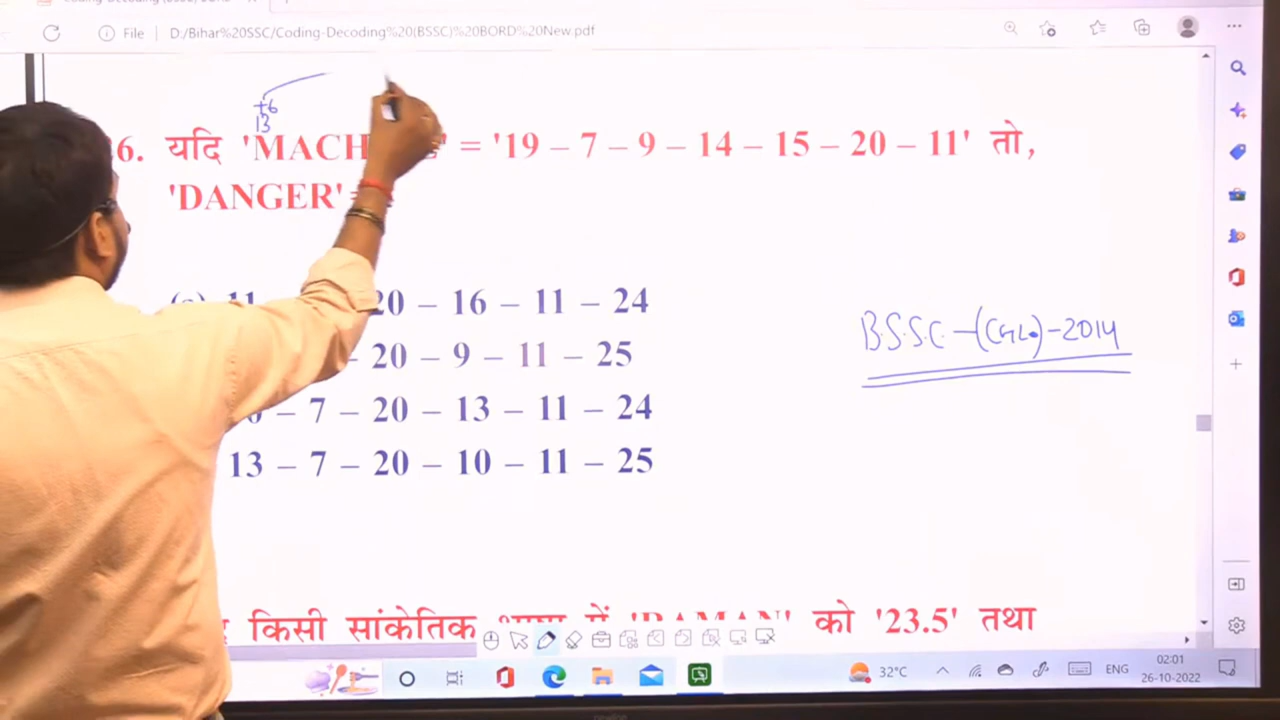 File | D:/Bihar%20SSC/Coding-Decoding%20(BSSC)%20BORD%20New.pdf
+6
13
6. यदि 'MACH ' = '19 – 7 – 9 – 14 – 15 – 20 – 11' तो,
'DANGER'
20 – 16 – 11 – 24
– 20 – 9 – 11 – 25
– 7 – 20 – 13 – 11 – 24
13 – 7 – 20 – 10 – 11 – 25
B.S.S.C. – (CGL) – 2014
किसी सांकेतिक भाषा में 'RAMAN' को '23.5' तथा
32°C
ENG
02:01
26-10-2022